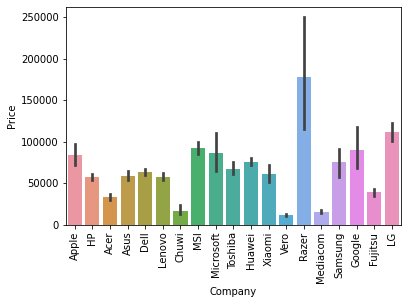 250000
200000
150000
100000
50000
0
Price
Apple
HP
Acer
Asus
Dell
Lenovo
Chuwi
MSI
Microsoft
Toshiba
Huawei
Xiaomi
Vero
Razer
Mediacom
Samsung
Google
Fujitsu
LG
Company